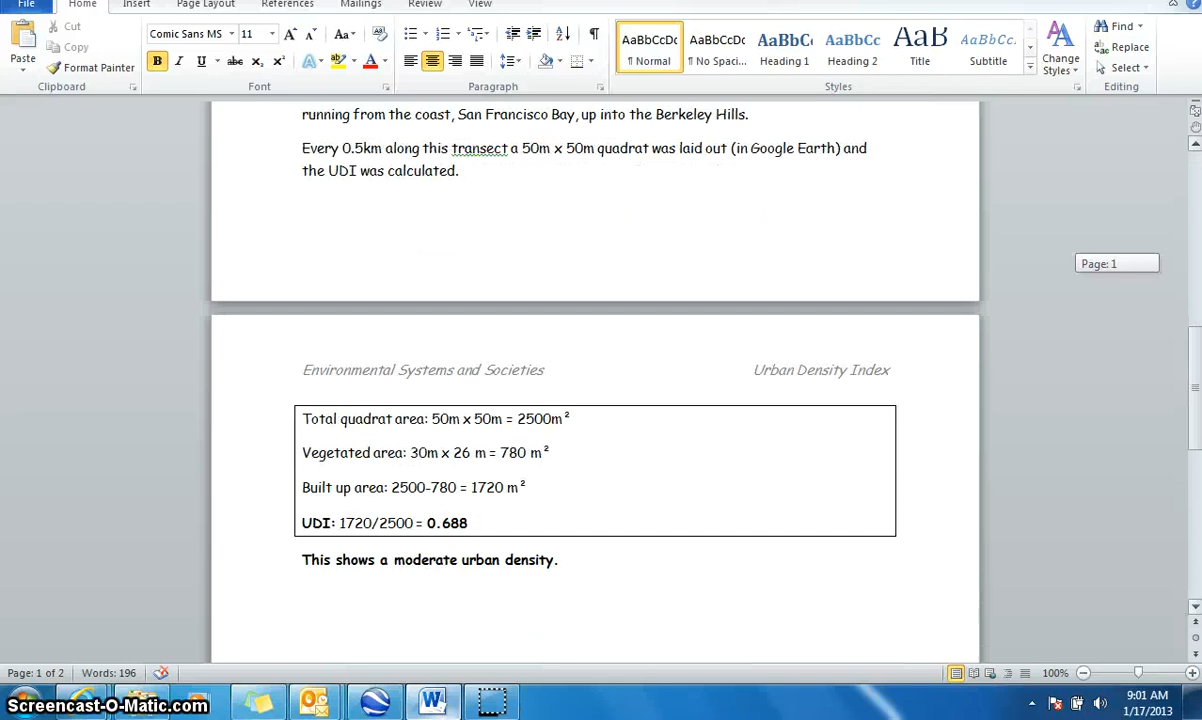 File Home Insert Page Layout References Mailings Review View
Cut
Copy
Paste
Format Painter
Clipboard
Comic Sans MS 11
Font
Paragraph
AaBbCcDc AaBbCcDc AaBbC AaBbCc AaB AaBbCc.
¶ Normal ¶ No Spaci... Heading 1 Heading 2 Title Subtitle
Change Styles
Styles
Find
Replace
Select
Editing
running from the coast, San Francisco Bay, up into the Berkeley Hills.
Every 0.5km along this transect a 50m x 50m quadrat was laid out (in Google Earth) and
the UDI was calculated.
Page: 1
Environmental Systems and Societies Urban Density Index
Total quadrat area: 50m x 50m = 2500m²
Vegetated area: 30m x 26 m = 780 m²
Built up area: 2500-780 = 1720 m²
UDI: 1720/2500 = 0.688
This shows a moderate urban density.
Page: 1 of 2 Words: 196 100%
Screencast-O-Matic.com
9:01 AM
1/17/2013